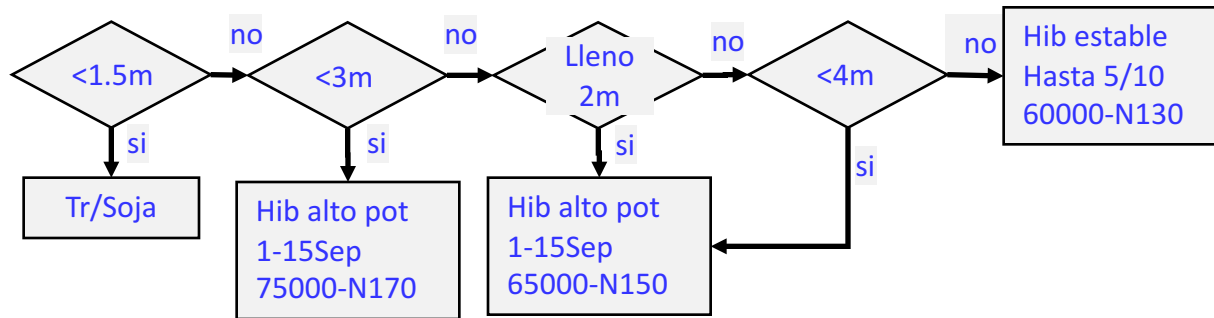 <1.5m
no
<3m
no
Lleno
2m
no
<4m
no
Hib estable
Hasta 5/10
60000-N130
si
si
si
si
Tr/Soja
Hib alto pot
1-15Sep
75000-N170
Hib alto pot
1-15Sep
65000-N150